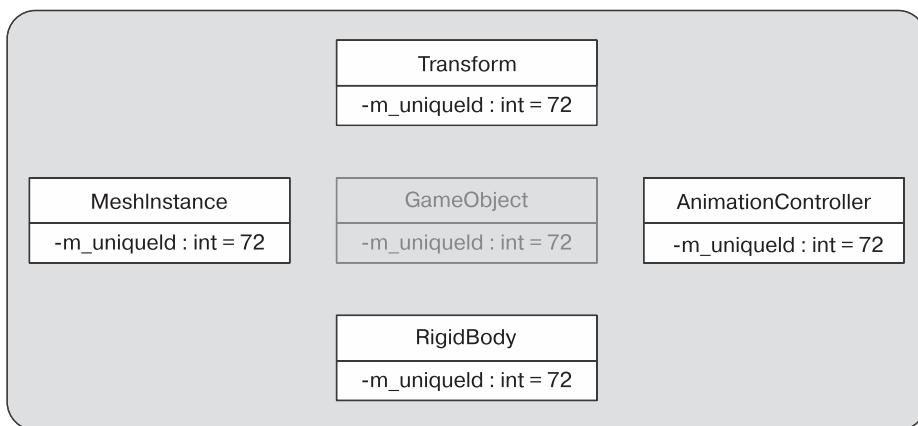 Transform
-m_uniqueId : int = 72
MeshInstance
-m_uniqueId : int = 72
GameObject
-m_uniqueId : int = 72
AnimationController
-m_uniqueId : int = 72
RigidBody
-m_uniqueId : int = 72